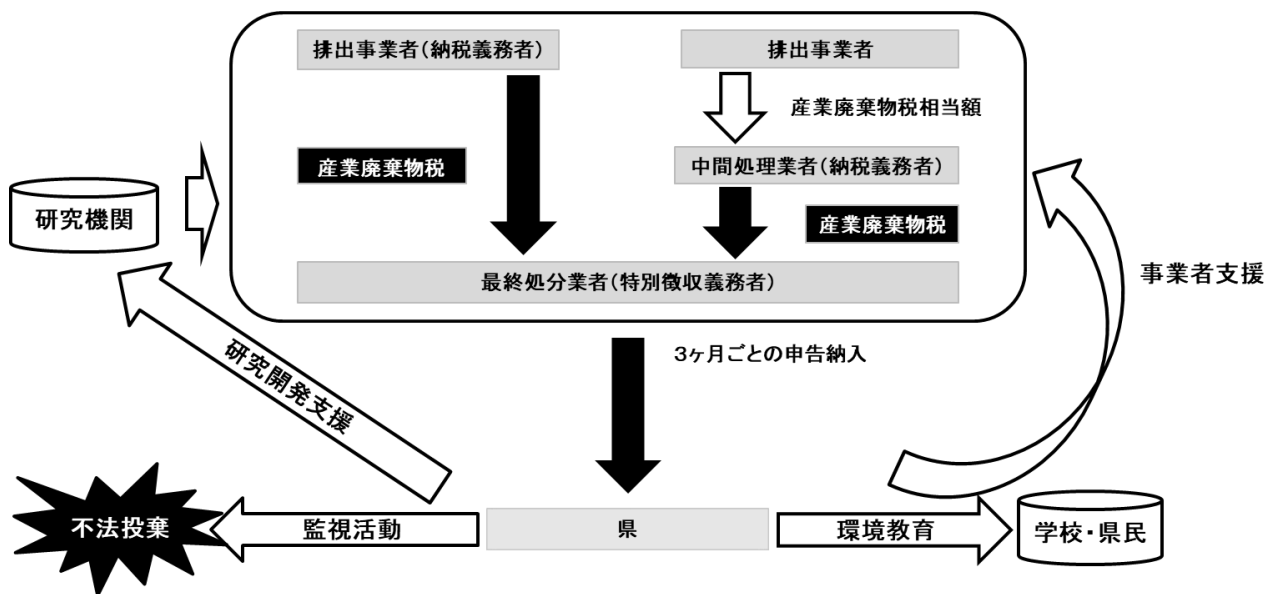 排出事業者(納税義務者)
排出事業者
産業廃棄物税相当額
産業廃棄物税
中間処理業者(納税義務者)
産業廃棄物税
研究機関
最終処分業者(特別徴収義務者)
事業者支援
3ヶ月ごとの申告納入
研究開発支援
不法投棄
監視活動
県
環境教育
学校・県民